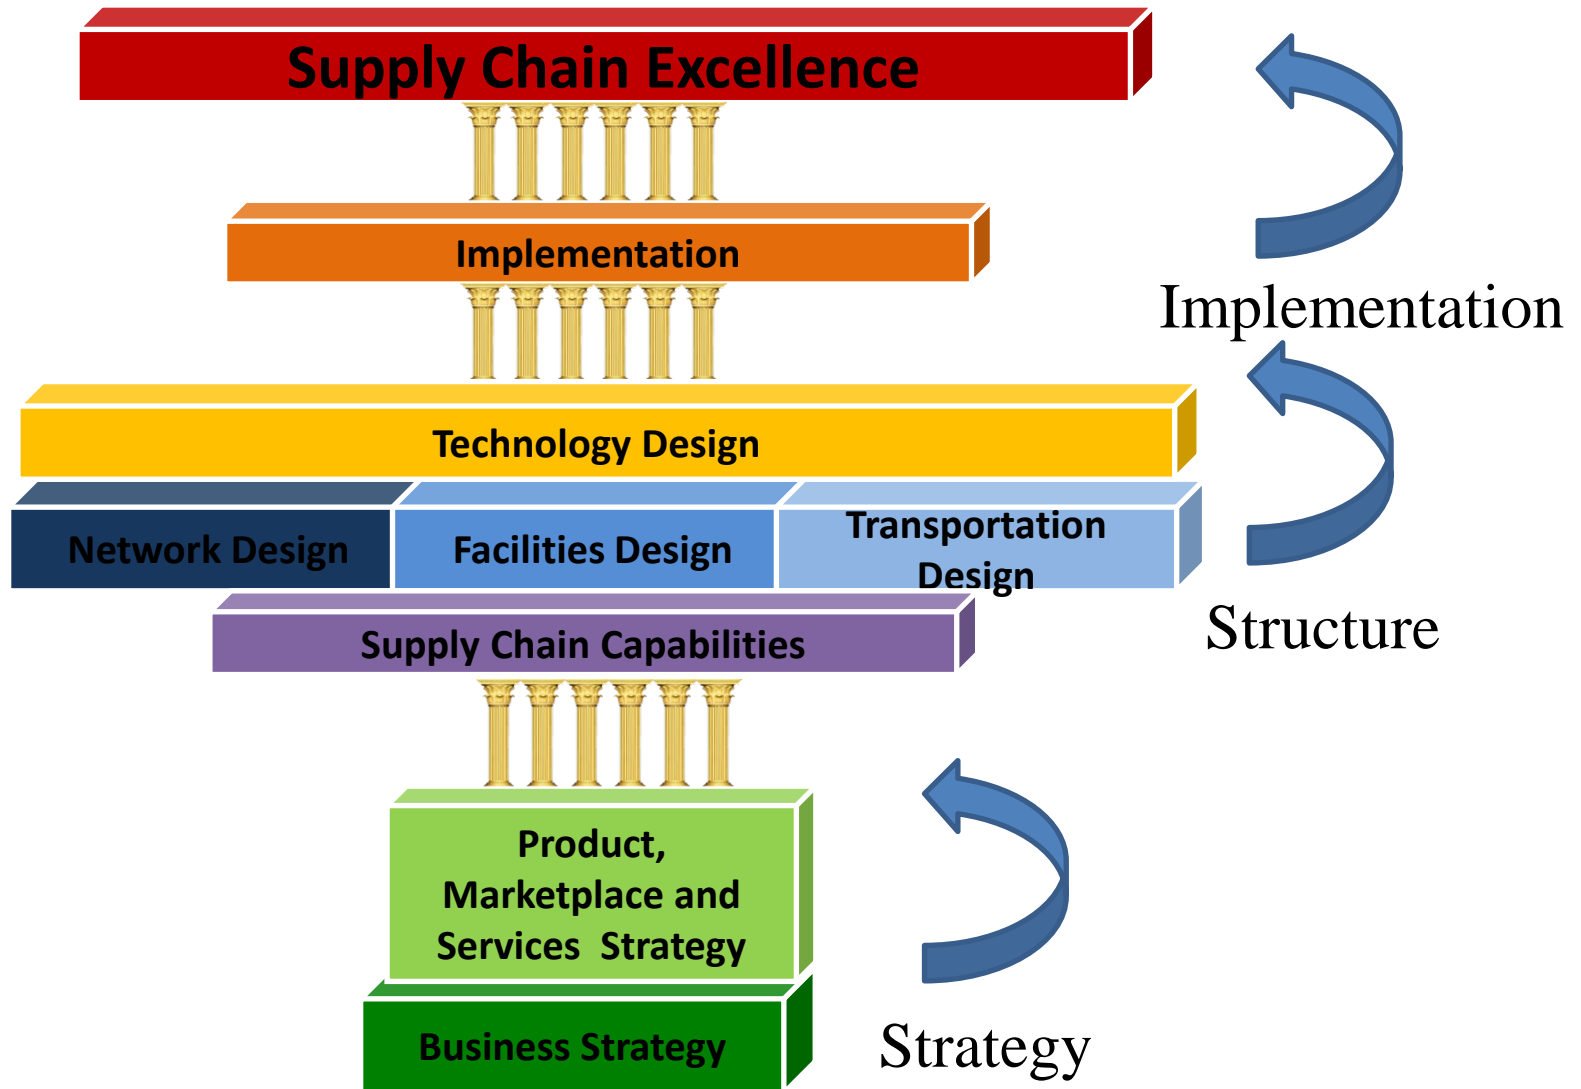 Supply Chain Excellence
Implementation
Implementation
Technology Design
Network Design
Facilities Design
Transportation
Design
Structure
Supply Chain Capabilities
Product,
Marketplace and
Services  Strategy
Business Strategy
Strategy